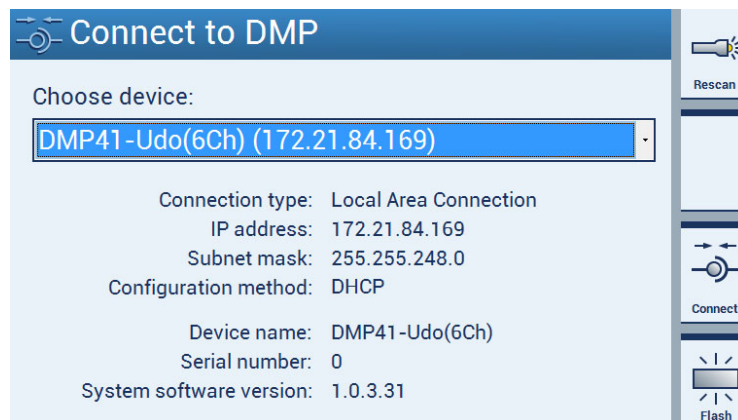 Connect to DMP
Choose device:
DMP41-Udo(6Ch) (172.21.84.169)
Connection type: Local Area Connection
IP address: 172.21.84.169
Subnet mask: 255.255.248.0
Configuration method: DHCP
Device name: DMP41-Udo(6Ch)
Serial number: 0
System software version: 1.0.3.31
Rescan
Connect
Flash